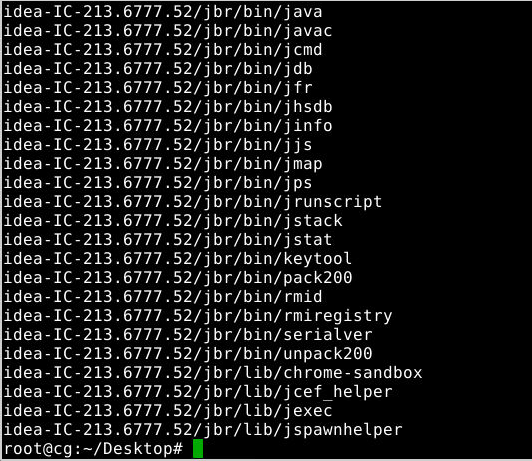 idea-IC-213.6777.52/jbr/bin/java
idea-IC-213.6777.52/jbr/bin/javac
idea-IC-213.6777.52/jbr/bin/jcmd
idea-IC-213.6777.52/jbr/bin/jdb
idea-IC-213.6777.52/jbr/bin/jfr
idea-IC-213.6777.52/jbr/bin/jhsdb
idea-IC-213.6777.52/jbr/bin/jinfo
idea-IC-213.6777.52/jbr/bin/jjs
idea-IC-213.6777.52/jbr/bin/jmap
idea-IC-213.6777.52/jbr/bin/jps
idea-IC-213.6777.52/jbr/bin/jrunscript
idea-IC-213.6777.52/jbr/bin/jstack
idea-IC-213.6777.52/jbr/bin/jstat
idea-IC-213.6777.52/jbr/bin/keytool
idea-IC-213.6777.52/jbr/bin/pack200
idea-IC-213.6777.52/jbr/bin/rmid
idea-IC-213.6777.52/jbr/bin/rmiregistry
idea-IC-213.6777.52/jbr/bin/serialver
idea-IC-213.6777.52/jbr/bin/unpack200
idea-IC-213.6777.52/jbr/lib/chrome-sandbox
idea-IC-213.6777.52/jbr/lib/jcef_helper
idea-IC-213.6777.52/jbr/lib/jexec
idea-IC-213.6777.52/jbr/lib/jspawnhelper
root@cg:~/Desktop#